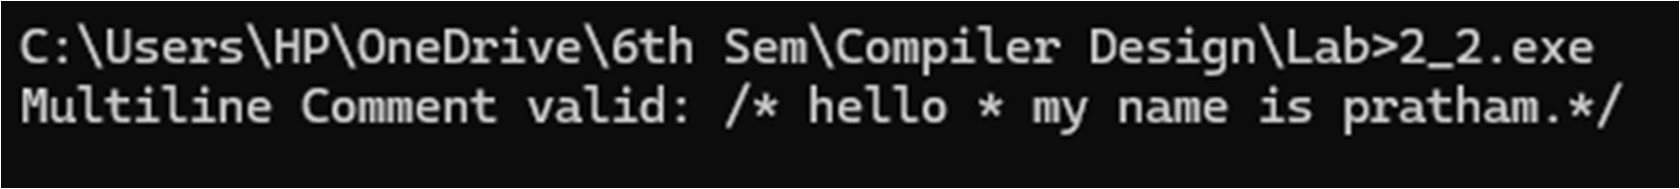 C:\Users\HP\OneDrive\6th Sem\Compiler Design\Lab>2_2.exe
Multiline Comment valid: /* hello * my name is pratham.*/